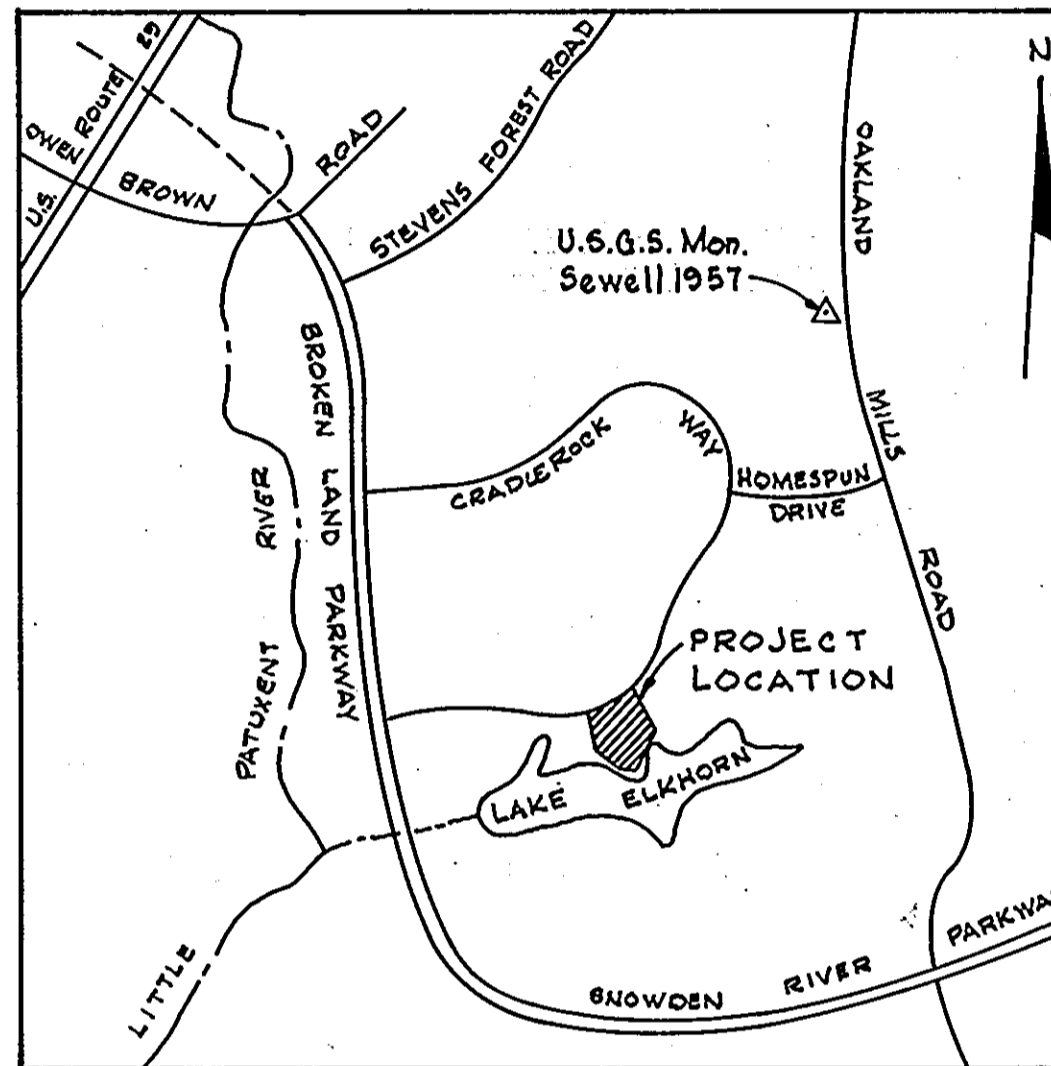 U.S. ROUTE 29
OWEN BROWN ROAD
STEVENS FOREST ROAD
N
OAKLAND MILLS ROAD
U.S.G.S. Mon.
Sewell 1957
BROKEN LAND PARKWAY
CRADLEROCK WAY
HOMESPUN
DRIVE
LITTLE PATUXENT RIVER
PROJECT
LOCATION
LAKE ELKHORN
SNOWDEN RIVER PARKWA